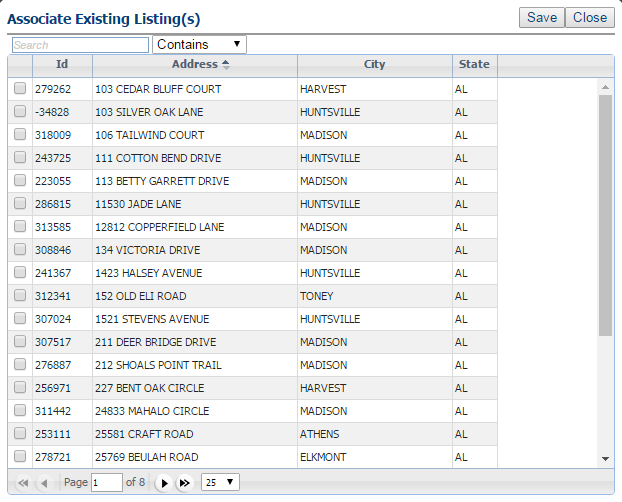 Associate Existing Listing(s) Save Close
Search Contains
Id Address City State
279262 103 CEDAR BLUFF COURT HARVEST AL
-34828 103 SILVER OAK LANE HUNTSVILLE AL
318009 106 TAILWIND COURT MADISON AL
243725 111 COTTON BEND DRIVE HUNTSVILLE AL
223055 113 BETTY GARRETT DRIVE MADISON AL
286815 11530 JADE LANE HUNTSVILLE AL
313585 12812 COPPERFIELD LANE MADISON AL
308846 134 VICTORIA DRIVE MADISON AL
241367 1423 HALSEY AVENUE HUNTSVILLE AL
312341 152 OLD ELI ROAD TONEY AL
307024 1521 STEVENS AVENUE HUNTSVILLE AL
307517 211 DEER BRIDGE DRIVE MADISON AL
276887 212 SHOALS POINT TRAIL MADISON AL
256971 227 BENT OAK CIRCLE HARVEST AL
311442 24833 MAHALO CIRCLE MADISON AL
253111 25581 CRAFT ROAD ATHENS AL
278721 25769 BEULAH ROAD ELKMONT AL
Page 1 of 8 25